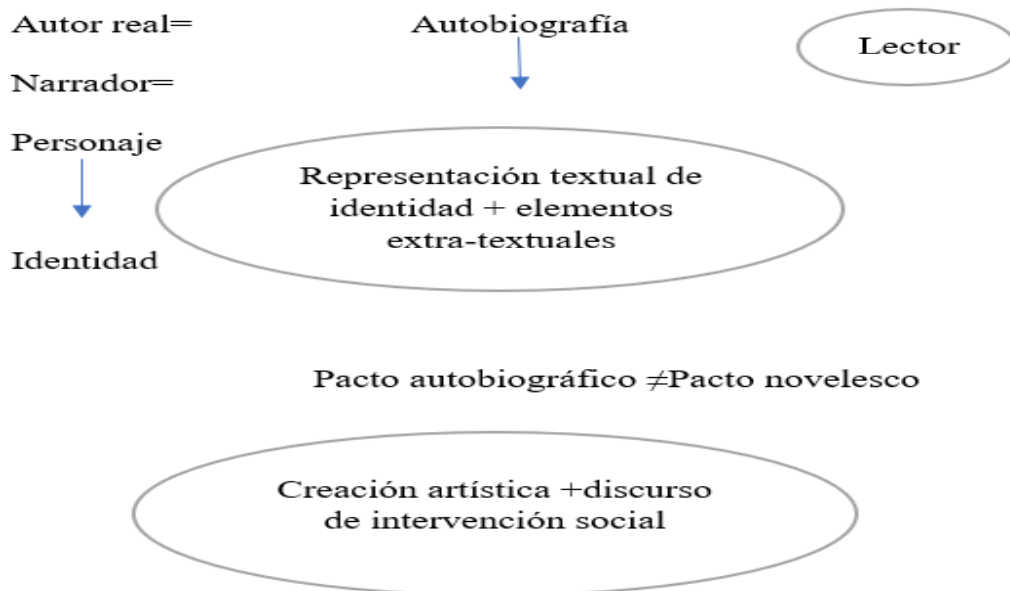 Autor real=
Autobiografía
Lector
Narrador=
Personaje
Representación textual de
identidad + elementos
extra-textuales
Identidad
Pacto autobiográfico ≠Pacto novelesco
Creación artística +discurso
de intervención social